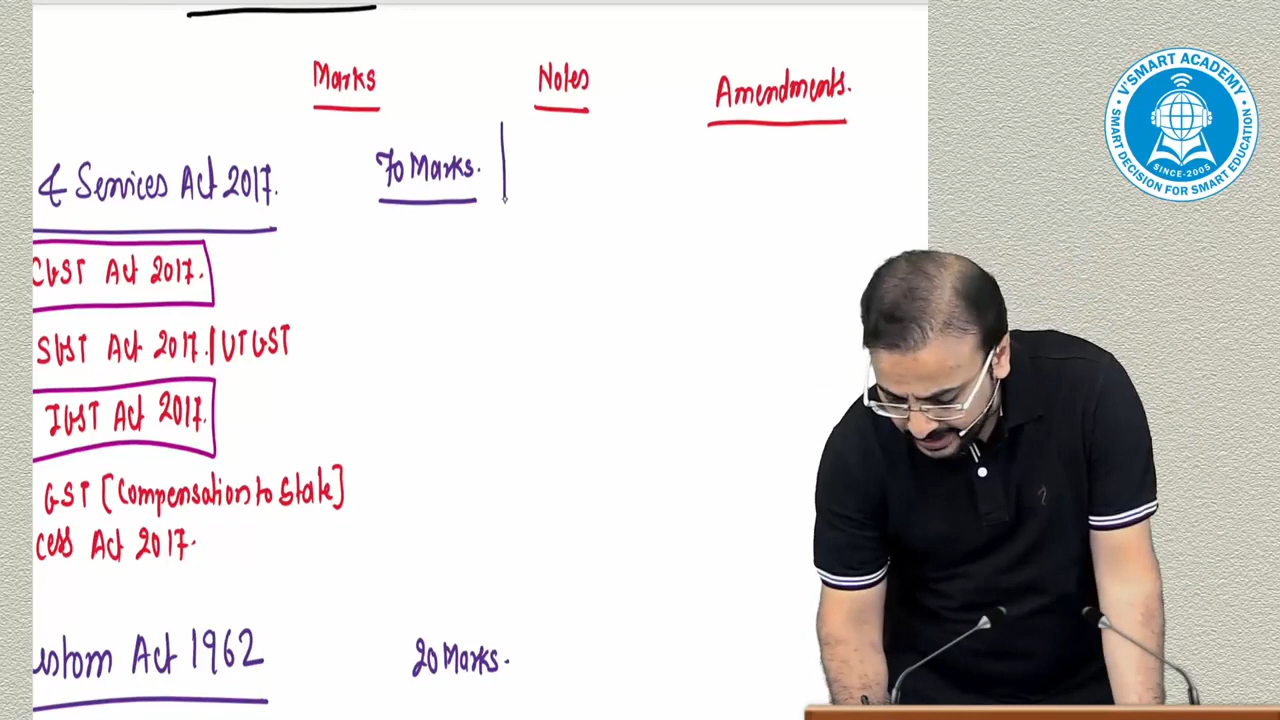 Marks Notes Amendments.
& Services Act 2017. 70 Marks.
CGST Act 2017.
SGST Act 2017./UTGST
IGST Act 2017.
GST [Compensation to State]
cess Act 2017.
ustom Act 1962 20 Marks.
V'SMART ACADEMY
SINCE-2005
SMART DECISION FOR SMART EDUCATION